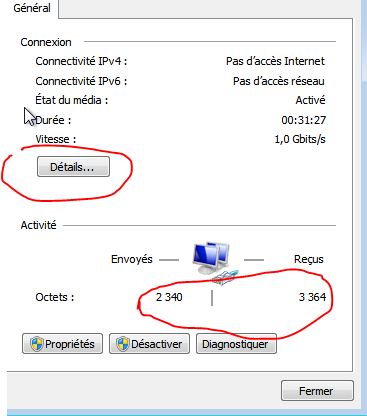 Général
Connexion
Connectivité IPv4 : Pas d'accès Internet
Connectivité IPv6 : Pas d'accès réseau
État du média : Activé
Durée : 00:31:27
Vitesse : 1,0 Gbits/s
Détails...
Activité
Envoyés Reçus
Octets : 2 340 3 364
Propriétés Désactiver Diagnostiquer
Fermer